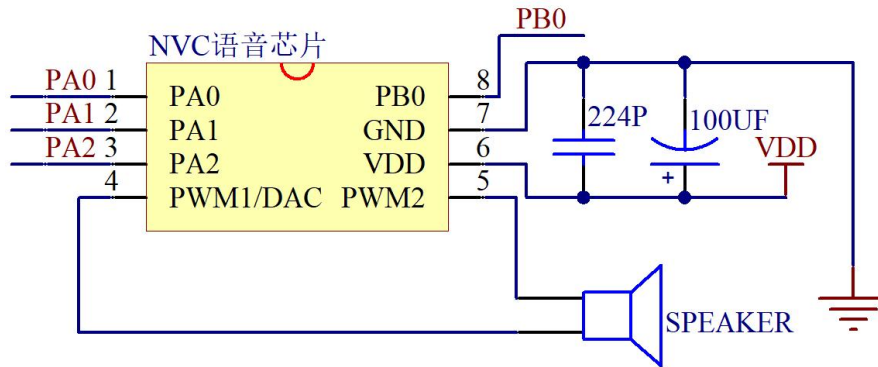 PB0
NVC语音芯片
PA0 1 PA0 PB0 8
PA1 2 PA1 GND 7 224P 100UF
PA2 3 PA2 VDD 6 + VDD
4 PWM1/DAC PWM2 5
SPEAKER